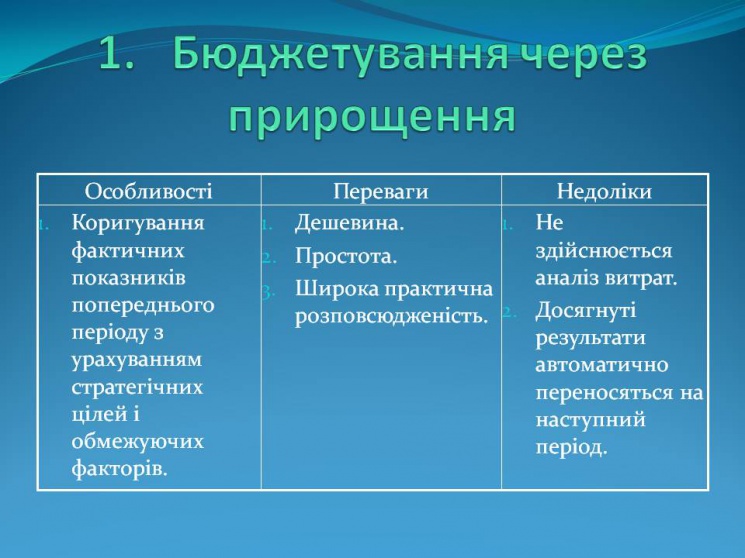 1. Бюджетування через
прирощення
Особливості
Переваги
Недоліки
1. Коригування
фактичних
показників
попереднього
періоду з
урахуванням
стратегічних
цілей і
обмежуючих
факторів.
1. Дешевина.
2. Простота.
3. Широка практична
розповсюдженість.
1. Не
здійснюється
аналіз витрат.
2. Досягнуті
результати
автоматично
переносяться на
наступний
період.